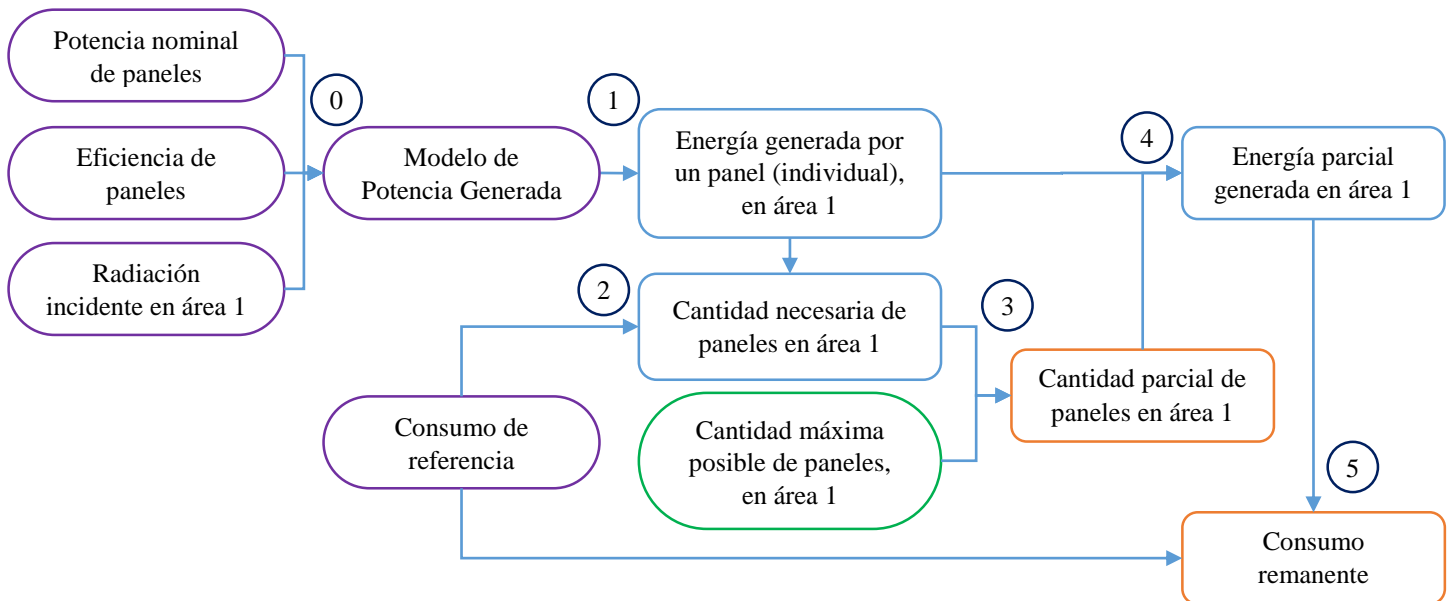 Potencia nominal
de paneles
0
Eficiencia de
paneles
Radiación
incidente en área 1
Modelo de
Potencia Generada
1
Energía generada por
un panel (individual),
en área 1
4
Energía parcial
generada en área 1
2
Cantidad necesaria de
paneles en área 1
3
Cantidad parcial de
paneles en área 1
Consumo de
referencia
Cantidad máxima
posible de paneles,
en área 1
5
Consumo
remanente